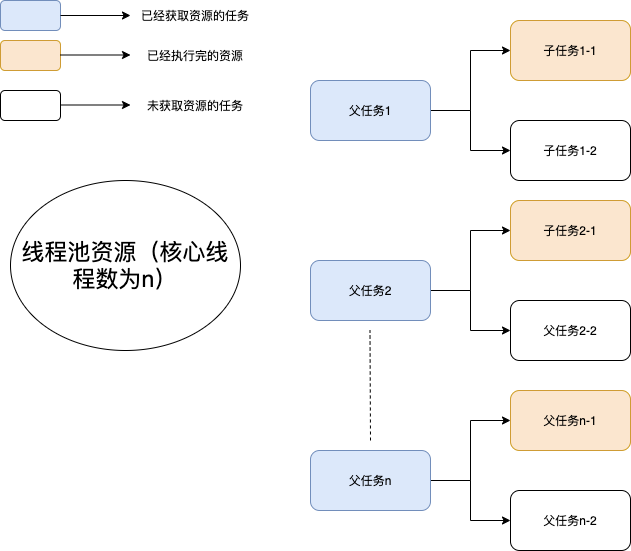 已经获取资源的任务
已经执行完的资源
未获取资源的任务
线程池资源（核心线
程数为n）
父任务1
子任务1-1
子任务1-2
父任务2
子任务2-1
父任务2-2
父任务n
父任务n-1
父任务n-2